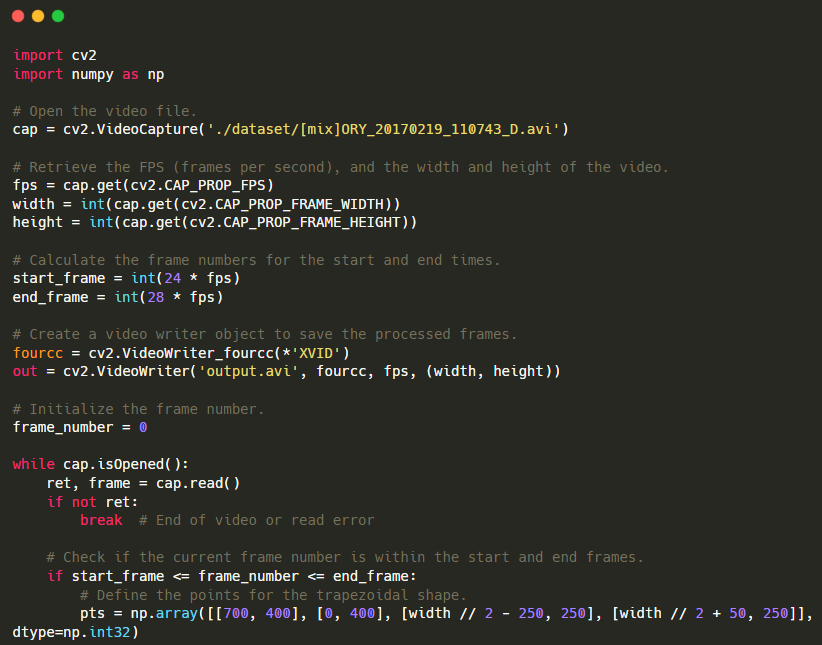 import cv2
import numpy as np

# Open the video file.
cap = cv2.VideoCapture('./dataset/[mix]ORY_20170219_110743_D.avi')

# Retrieve the FPS (frames per second), and the width and height of the video.
fps = cap.get(cv2.CAP_PROP_FPS)
width = int(cap.get(cv2.CAP_PROP_FRAME_WIDTH))
height = int(cap.get(cv2.CAP_PROP_FRAME_HEIGHT))

# Calculate the frame numbers for the start and end times.
start_frame = int(24 * fps)
end_frame = int(28 * fps)

# Create a video writer object to save the processed frames.
fourcc = cv2.VideoWriter_fourcc(*'XVID')
out = cv2.VideoWriter('output.avi', fourcc, fps, (width, height))

# Initialize the frame number.
frame_number = 0

while cap.isOpened():
    ret, frame = cap.read()
    if not ret:
        break  # End of video or read error

    # Check if the current frame number is within the start and end frames.
    if start_frame <= frame_number <= end_frame:
        # Define the points for the trapezoidal shape.
        pts = np.array([[700, 400], [0, 400], [width // 2 - 250, 250], [width // 2 + 50, 250]],
dtype=np.int32)